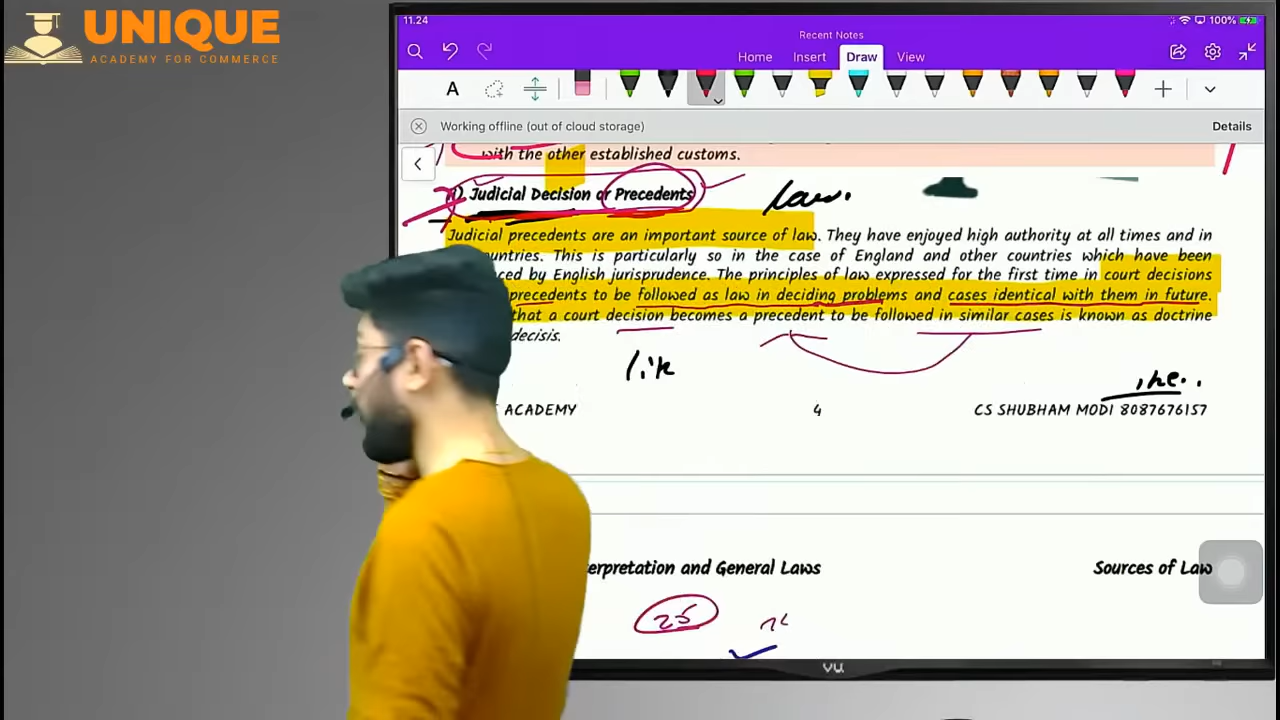 UNIQUE
ACADEMY FOR COMMERCE
11.24
100%
Recent Notes
Home Insert Draw View
A
Working offline (out of cloud storage)
Details
with the other established customs.
Judicial Decision or Precedents
law.
Judicial precedents are an important source of law. They have enjoyed high authority at all times and in
untries. This is particularly so in the case of England and other countries which have been
ced by English jurisprudence. The principles of law expressed for the first time in court decisions
precedents to be followed as law in deciding problems and cases identical with them in future.
that a court decision becomes a precedent to be followed in similar cases is known as doctrine
decisis.
ACADEMY
4
CS SHUBHAM MODI 8087676157
erpretation and General Laws
Sources of Law
25
VU